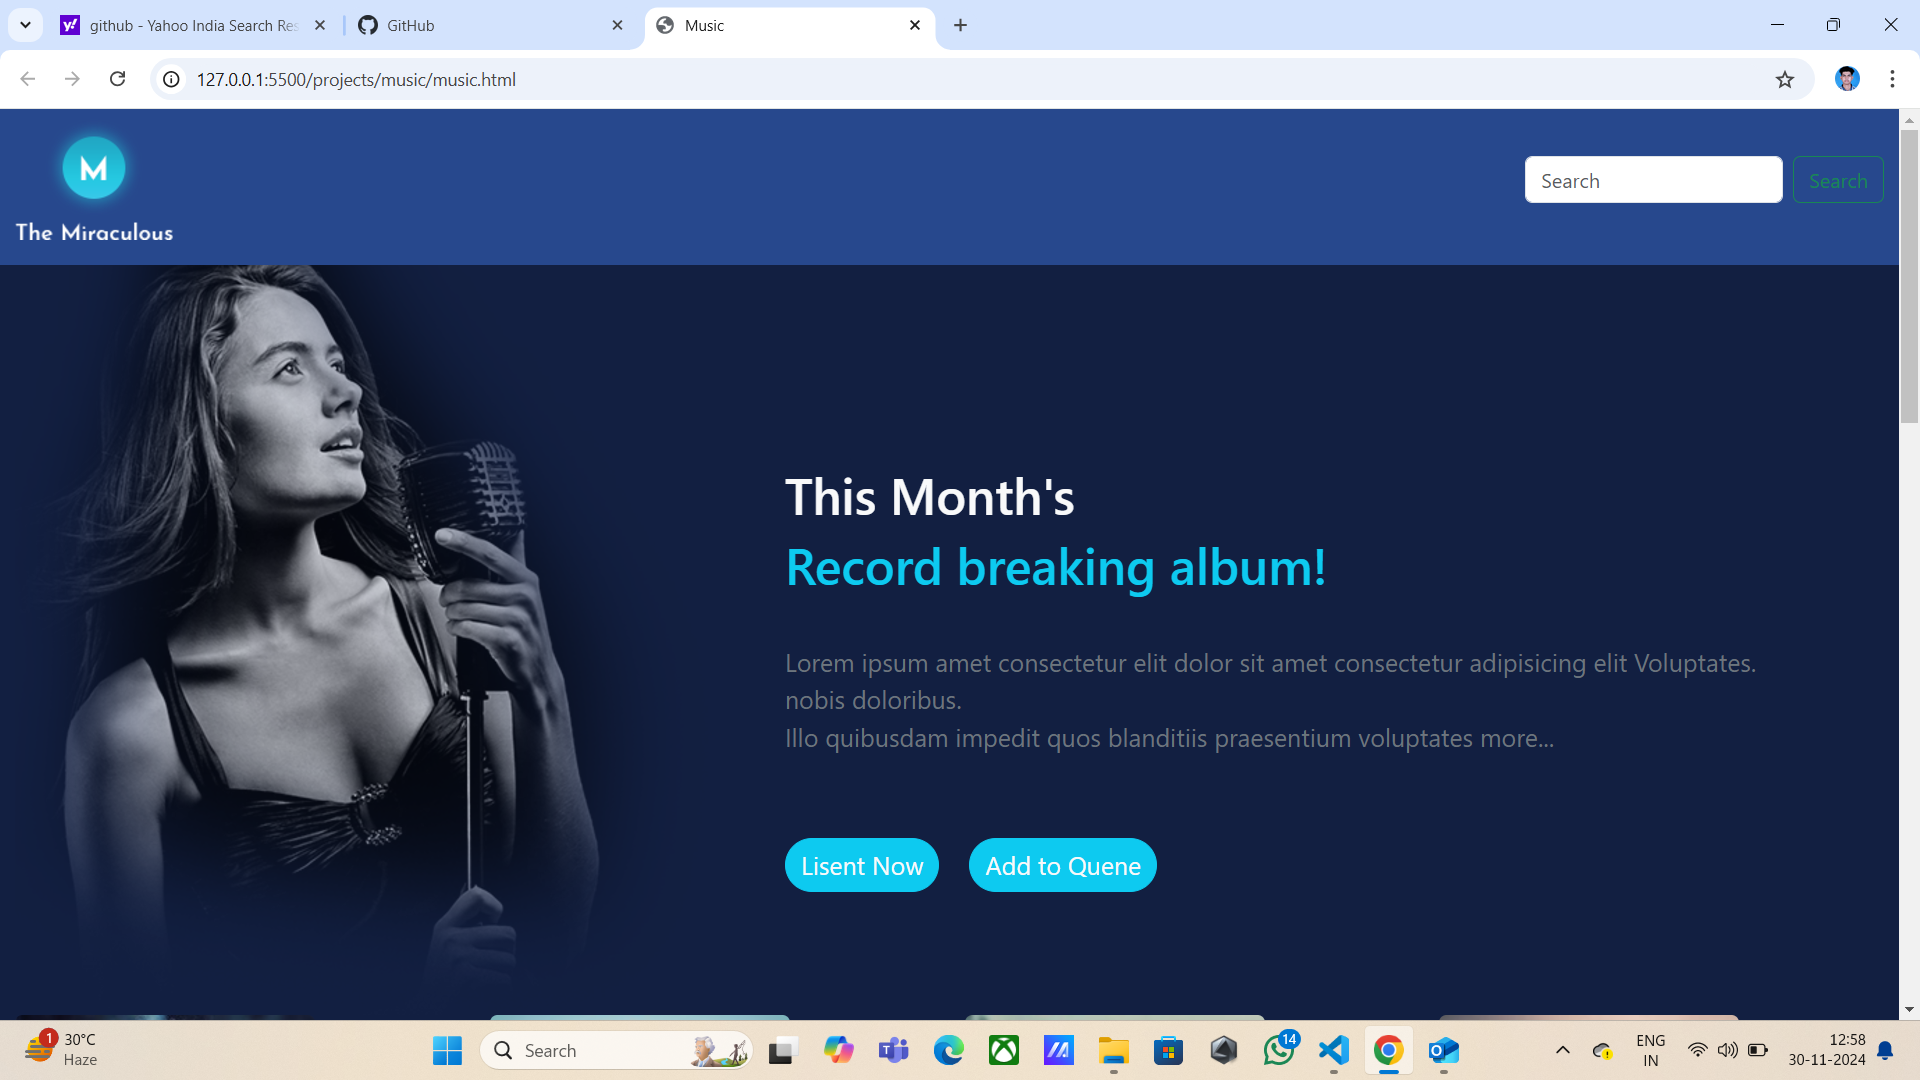 github - Yahoo India Search Res
GitHub
Music
127.0.0.1:5500/projects/music/music.html
M
The Miraculous
Search
Search
This Month's
Record breaking album!
Lorem ipsum amet consectetur elit dolor sit amet consectetur adipisicing elit Voluptates.
nobis doloribus.
Illo quibusdam impedit quos blanditiis praesentium voluptates more...
Lisent Now
Add to Quene
1
30°C
Haze
Search
14
ENG
IN
12:58
30-11-2024